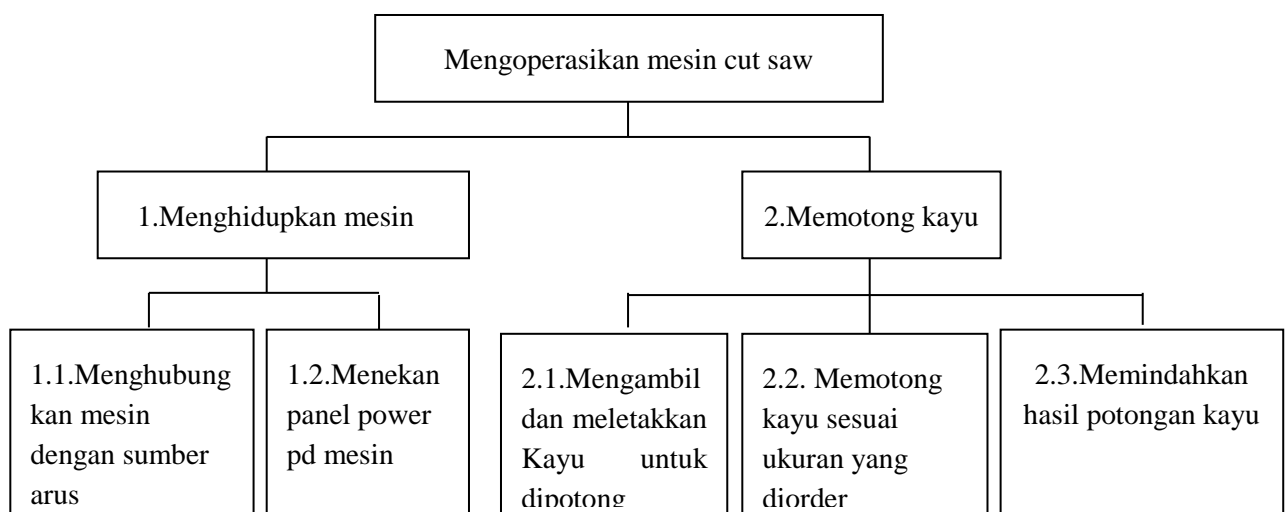 Mengoperasikan mesin cut saw
1.Menghidupkan mesin
2.Memotong kayu
1.1.Menghubung
kan mesin
dengan sumber
arus
1.2.Menekan
panel power
pd mesin
2.1.Mengambil
dan meletakkan
Kayu untuk
dipotong
2.2. Memotong
kayu sesuai
ukuran yang
diorder
2.3.Memindahkan
hasil potongan kayu